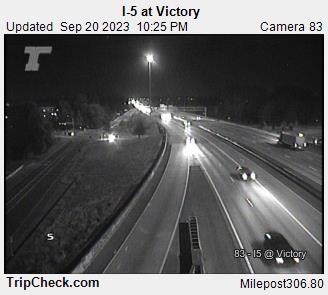 I-5 at Victory
Updated Sep 20 2023 10:25 PM Camera 83
T
S
83 - I5 @ Victory
TripCheck.com Milepost306.80